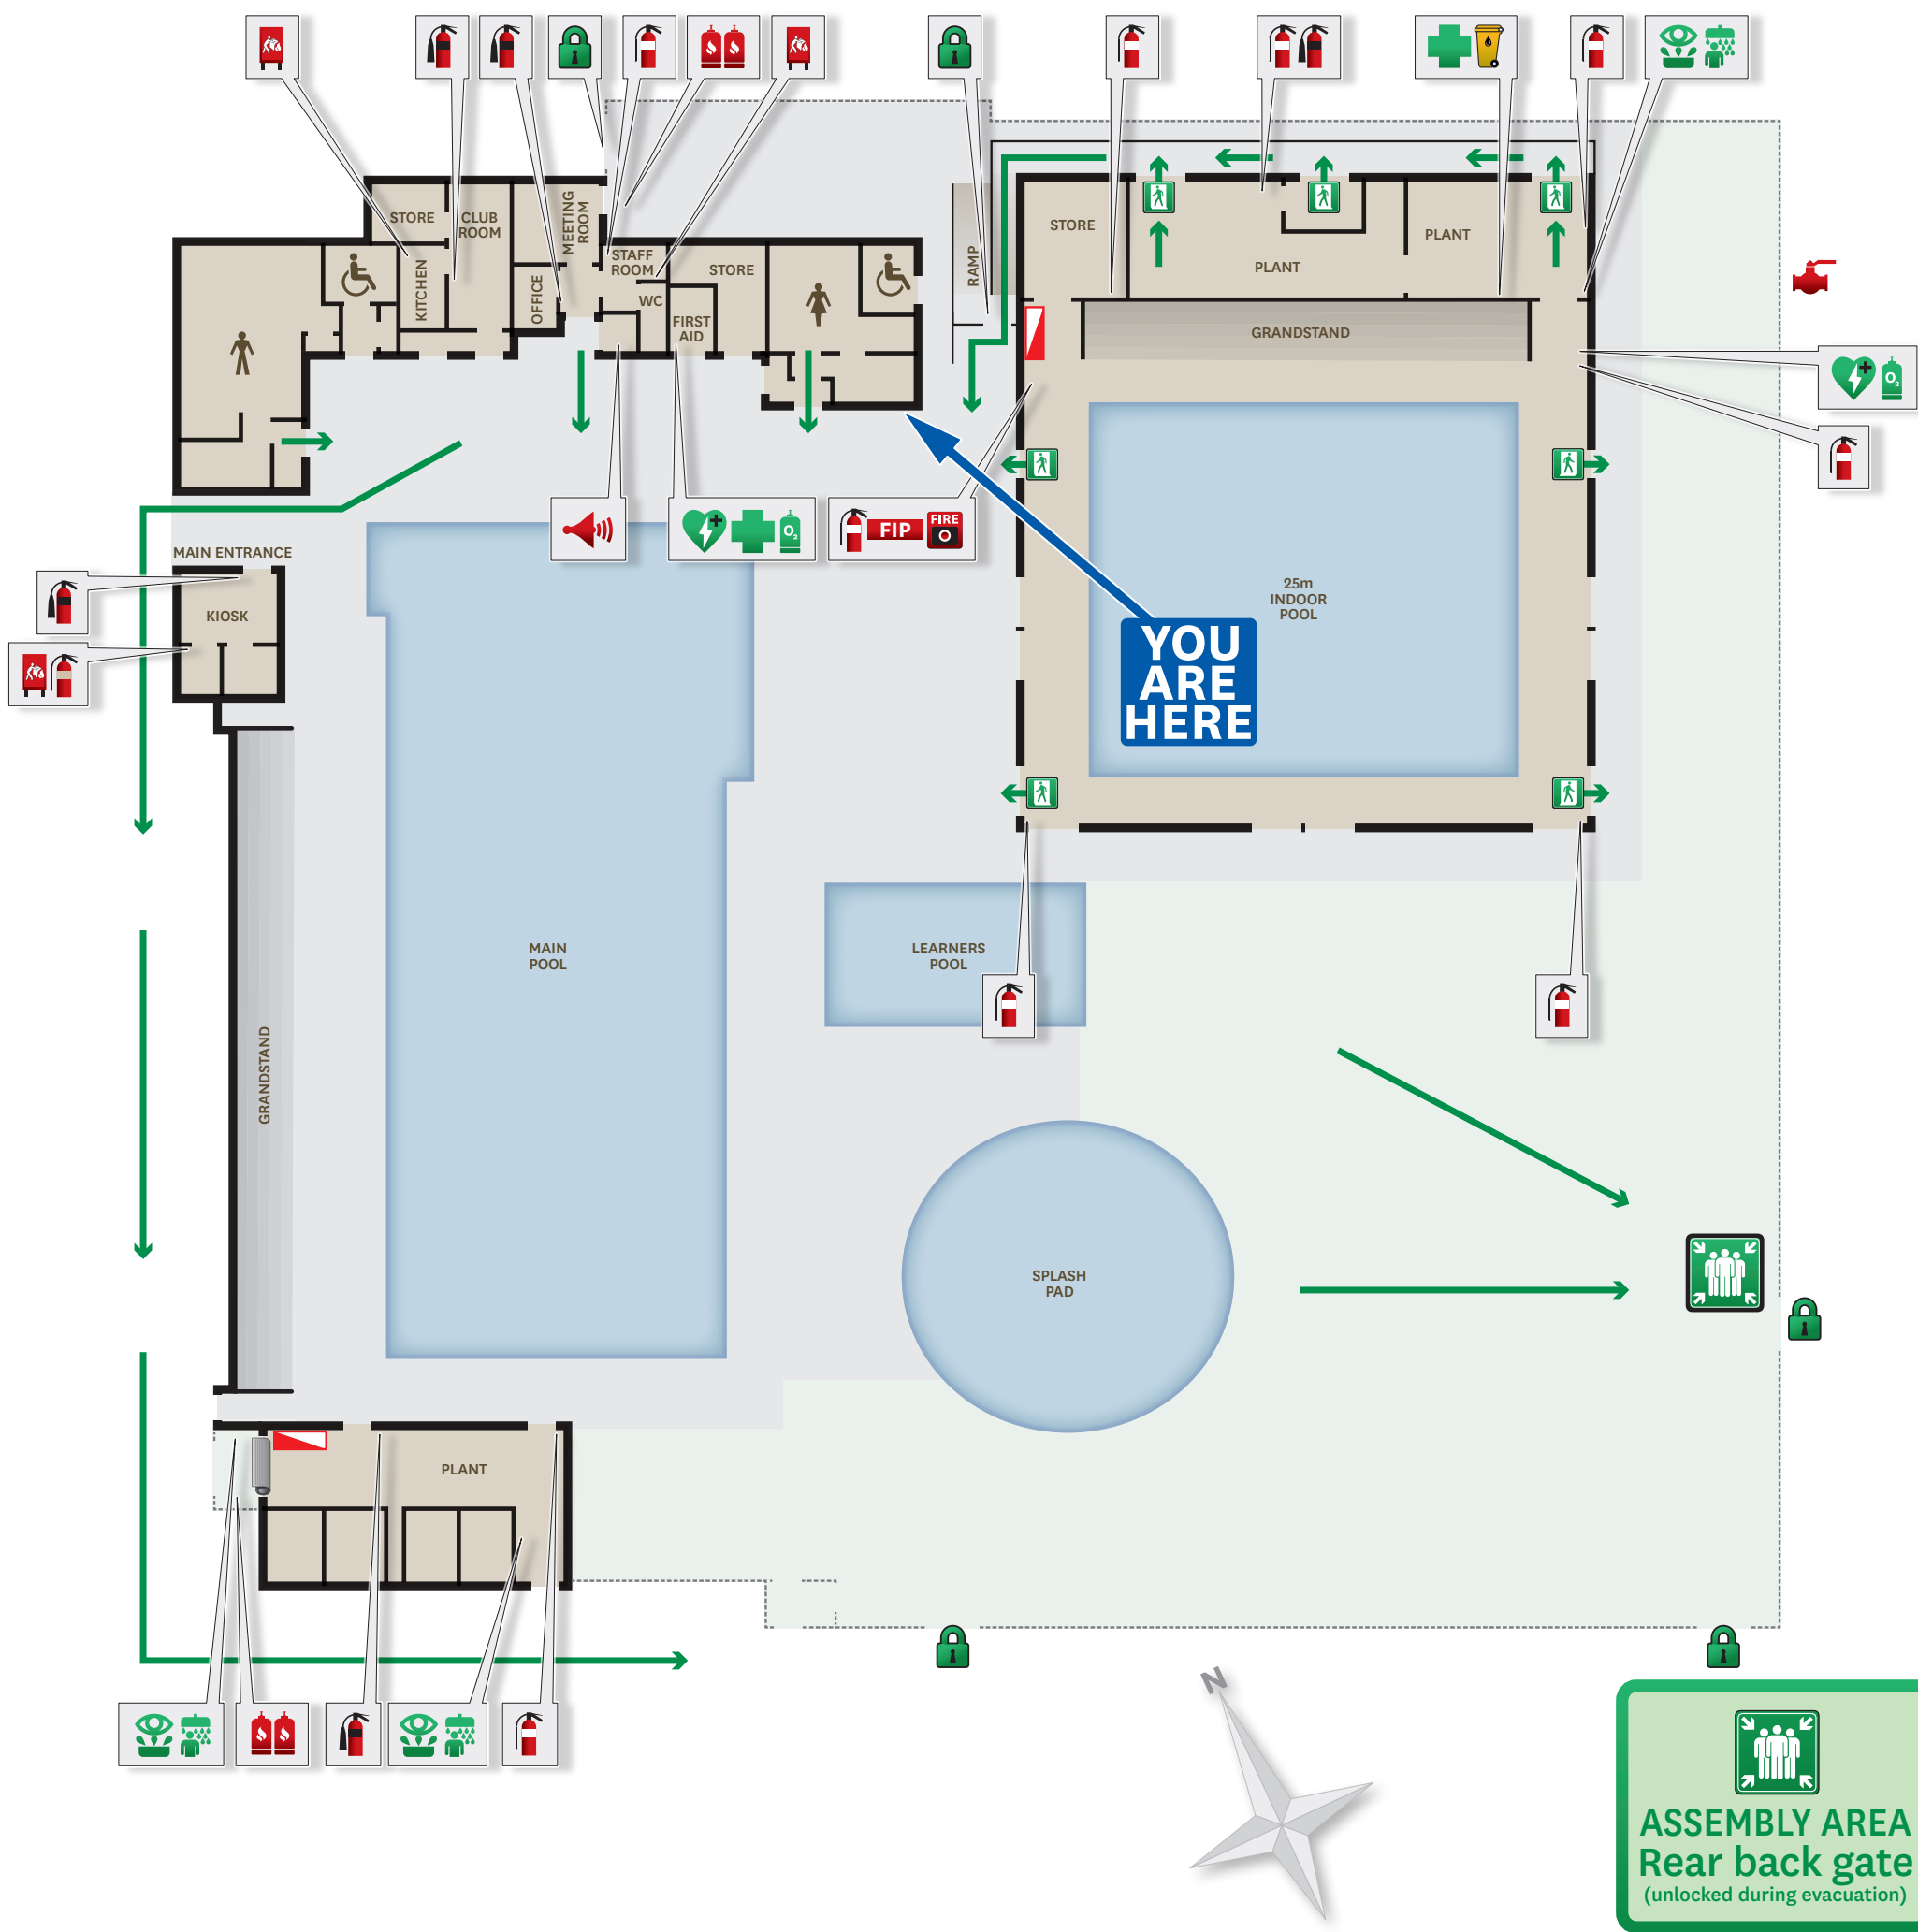 STORE
CLUB
ROOM
MEETING
ROOM
KITCHEN
OFFICE
STAFF
ROOM
WC
STORE
FIRST
AID
RAMP
STORE
PLANT
PLANT
GRANDSTAND
O2
FIP
FIRE
O2
MAIN ENTRANCE
KIOSK
25m
INDOOR
POOL
YOU
ARE
HERE
MAIN
POOL
LEARNERS
POOL
GRANDSTAND
SPLASH
PAD
PLANT
N
ASSEMBLY AREA
Rear back gate
(unlocked during evacuation)